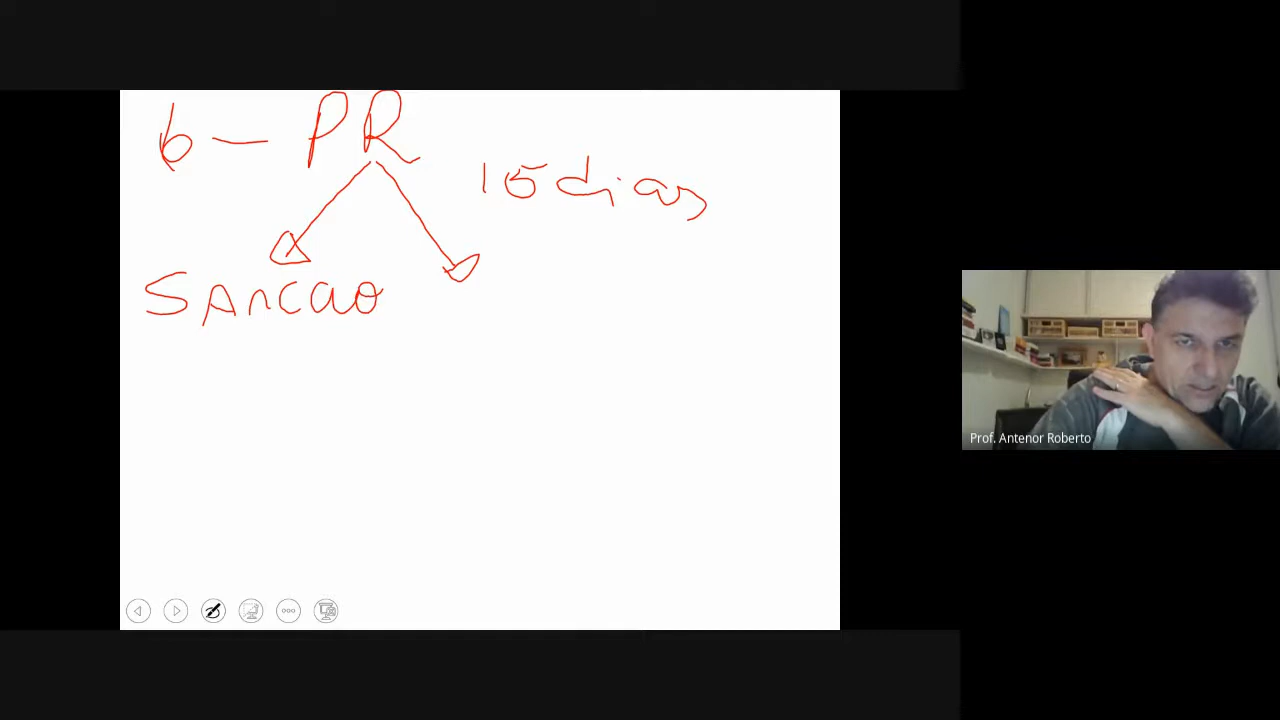 6 — PR
15 dias
SAncao
Prof. Antenor Roberto